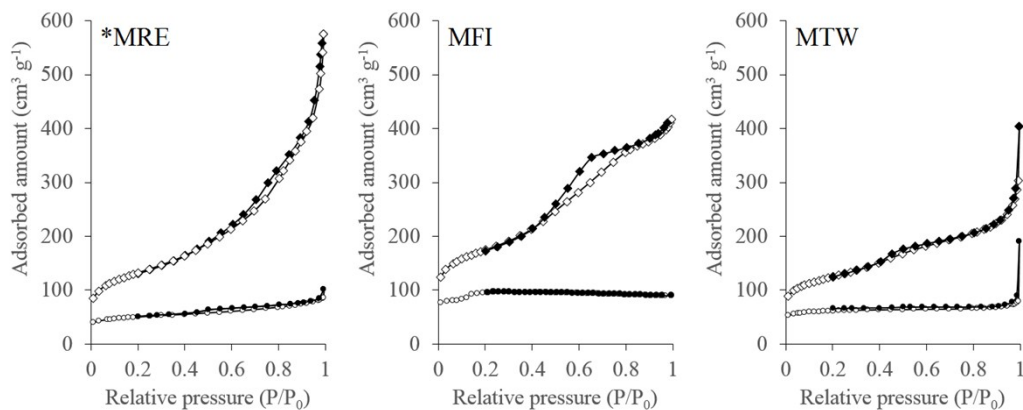 *MRE
600
500
400
300
200
100
0
Adsorbed amount (cm³ g⁻¹)
0 0.2 0.4 0.6 0.8 1
Relative pressure (P/P₀)
MFI
600
500
400
300
200
100
0
Adsorbed amount (cm³ g⁻¹)
0 0.2 0.4 0.6 0.8 1
Relative pressure (P/P₀)
MTW
600
500
400
300
200
100
0
Adsorbed amount (cm³ g⁻¹)
0 0.2 0.4 0.6 0.8 1
Relative pressure (P/P₀)